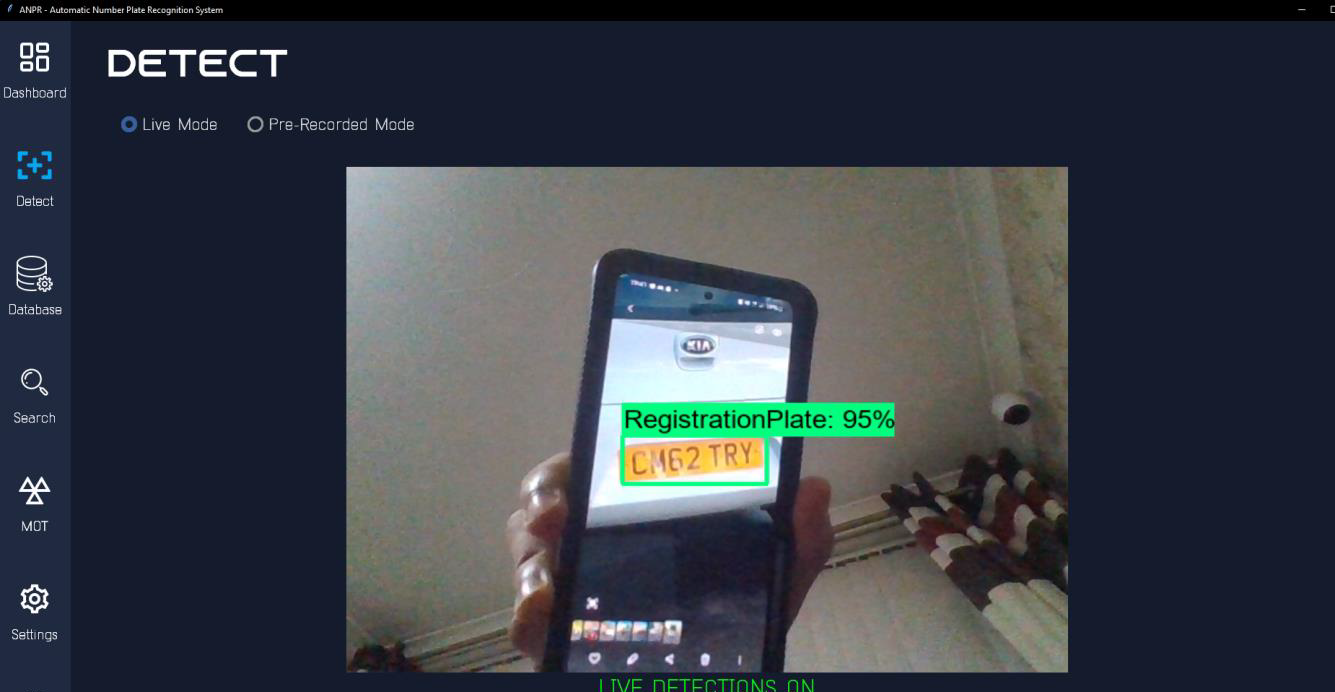 ANPR - Automatic Number Plate Recognition System
DETECT
Dashboard
Live Mode
Pre-Recorded Mode
Detect
Database
Search
MOT
Settings
KIA
RegistrationPlate: 95%
CM62 TRY
LIVE DETECTIONS ON